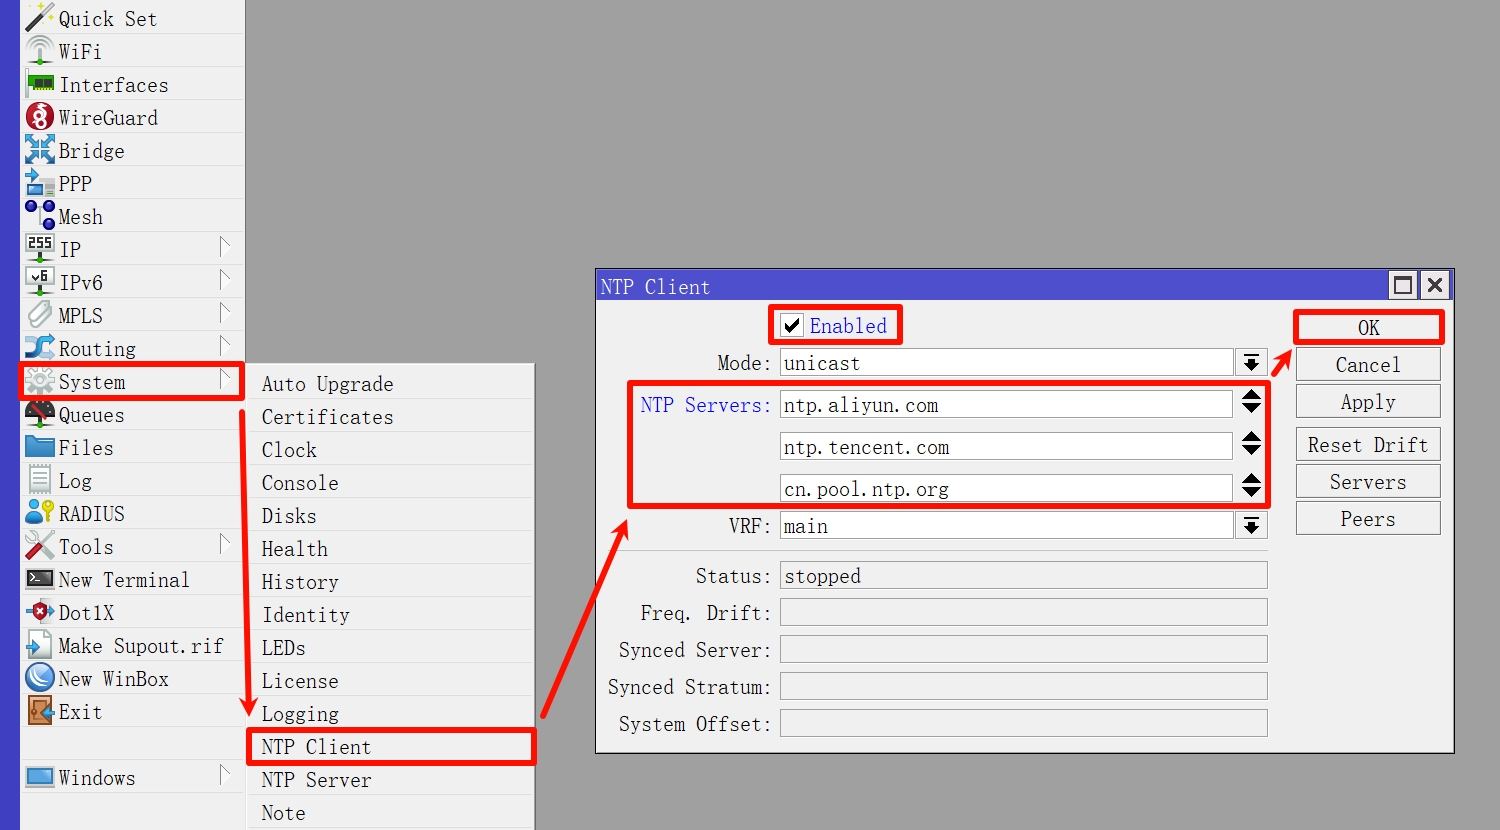 Quick Set
WiFi
Interfaces
WireGuard
Bridge
PPP
Mesh
255
IP
v6
IPv6
MPLS
Routing
System
Queues
Files
Log
RADIUS
Tools
New Terminal
Dot1X
Make Supout.rif
New WinBox
Exit
Windows
Auto Upgrade
Certificates
Clock
Console
Disks
Health
History
Identity
LEDs
License
Logging
NTP Client
NTP Server
Note
NTP Client
Enabled
Mode: unicast
NTP Servers: ntp.aliyun.com
ntp.tencent.com
cn.pool.ntp.org
VRF: main
Status: stopped
Freq. Drift:
Synced Server:
Synced Stratum:
System Offset:
OK
Cancel
Apply
Reset Drift
Servers
Peers